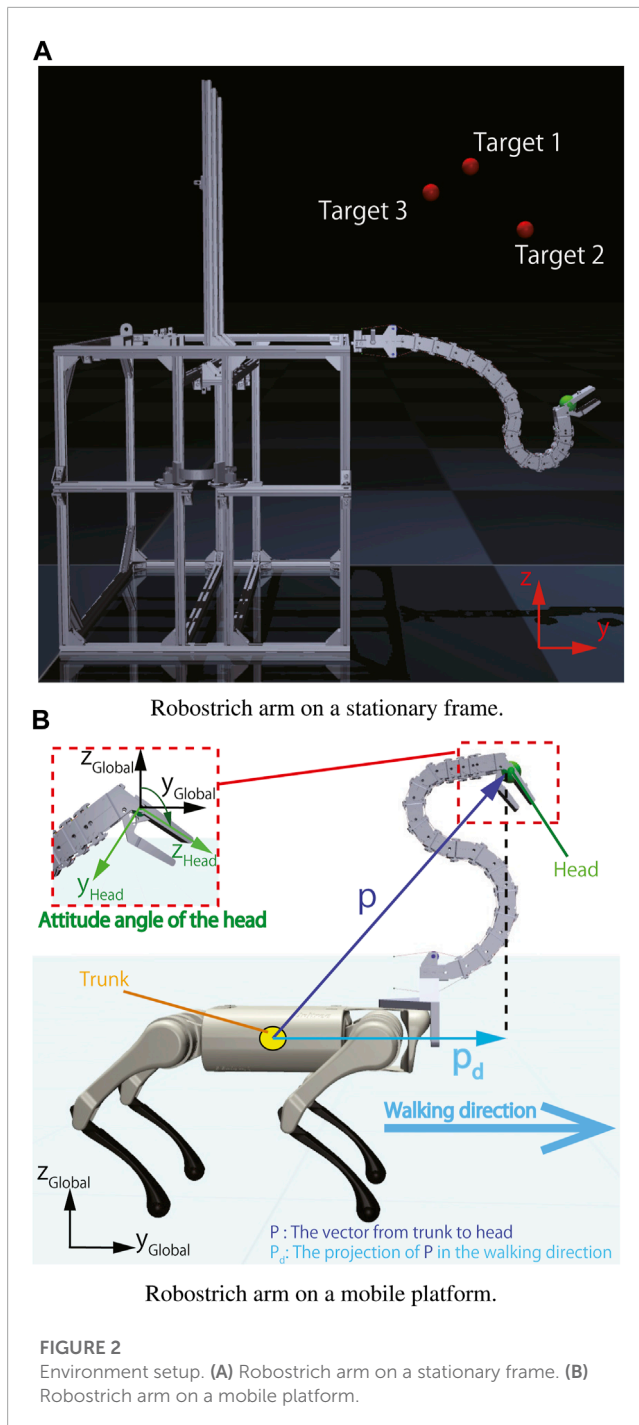 A
Target 1
Target 3
Target 2
z
y
Robostrich arm on a stationary frame.
B
zGlobal
yGlobal
zHead
yHead
Attitude angle of the head
Head
p
Trunk
pd
Walking direction
zGlobal
yGlobal
P : The vector from trunk to head
Pd: The projection of P in the walking direction
Robostrich arm on a mobile platform.
FIGURE 2
Environment setup. (A) Robostrich arm on a stationary frame. (B)
Robostrich arm on a mobile platform.